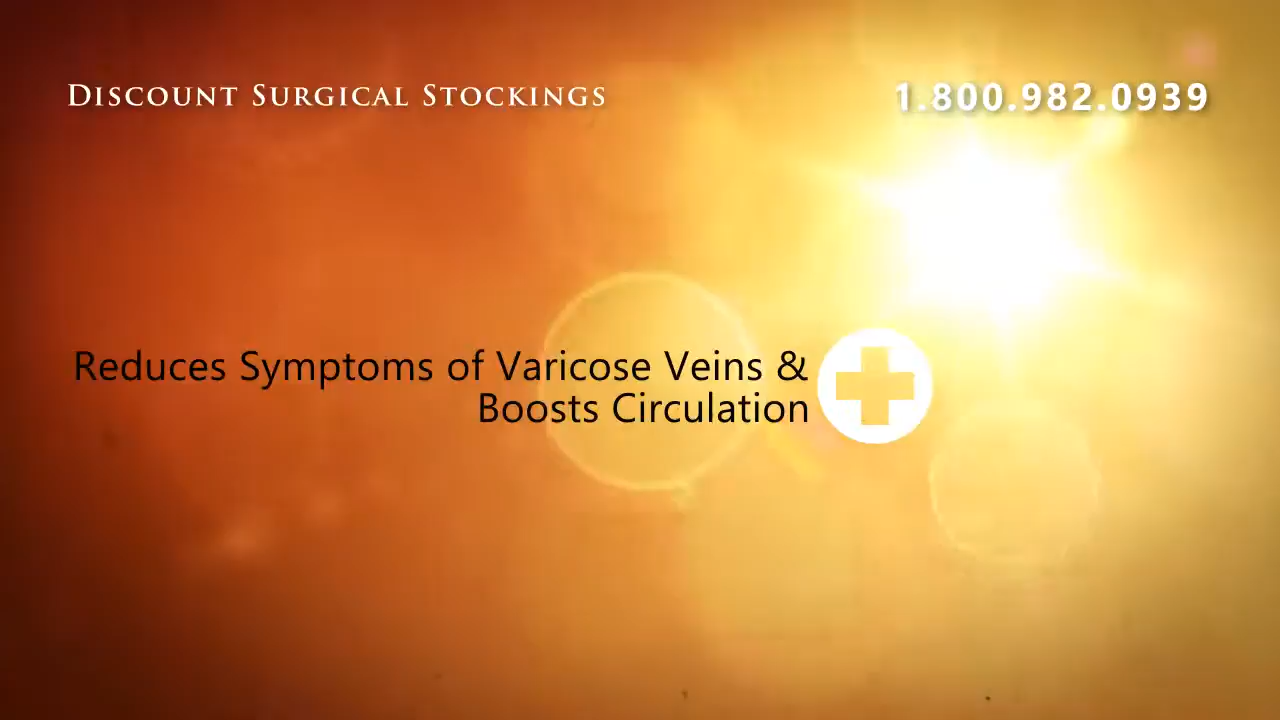 Discount Surgical Stockings
1.800.982.0939
Reduces Symptoms of Varicose Veins &
Boosts Circulation